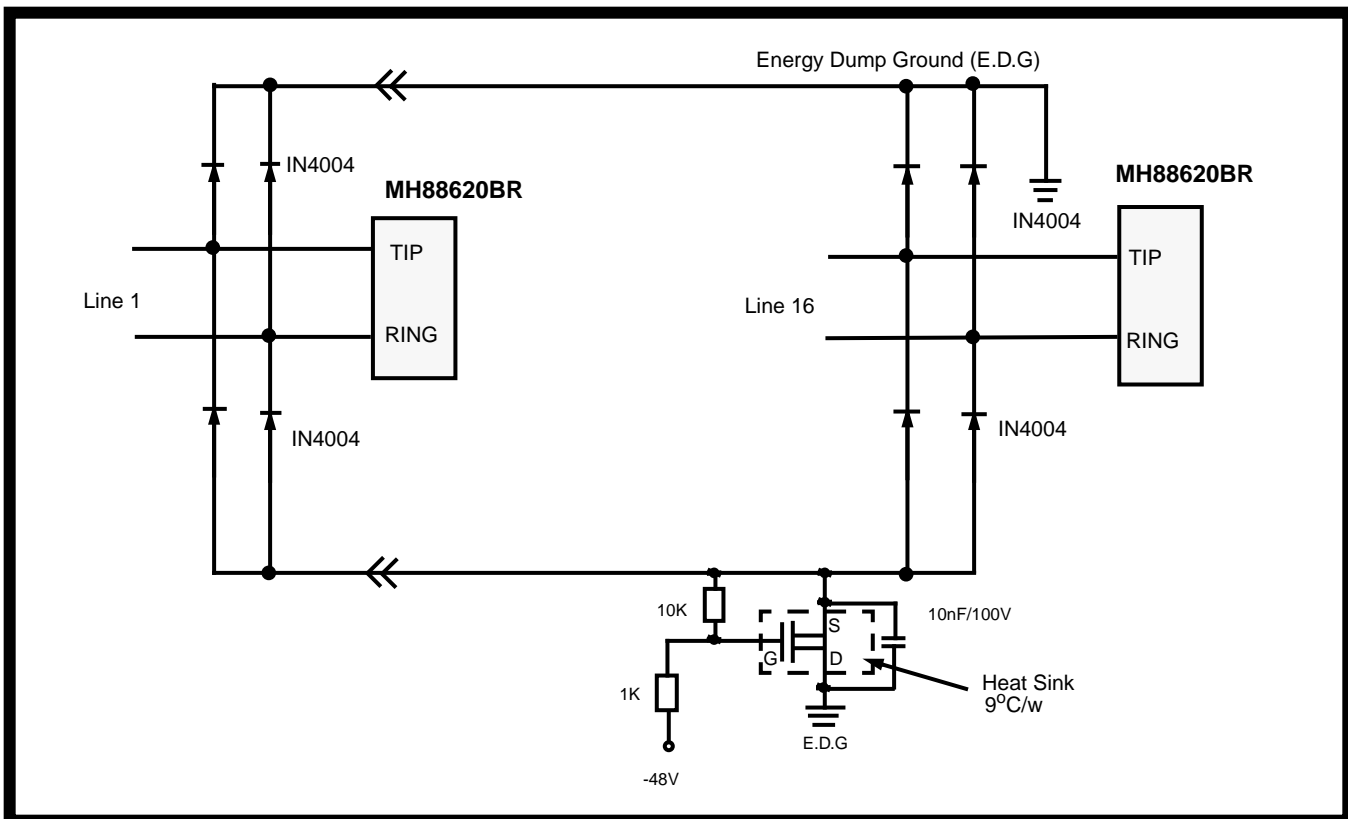 Energy Dump Ground (E.D.G)
IN4004
MH88620BR
MH88620BR
IN4004
TIP
TIP
Line 1
Line 16
RING
RING
IN4004
IN4004
10K
10nF/100V
S
G
D
1K
Heat Sink
9°C/w
E.D.G
-48V